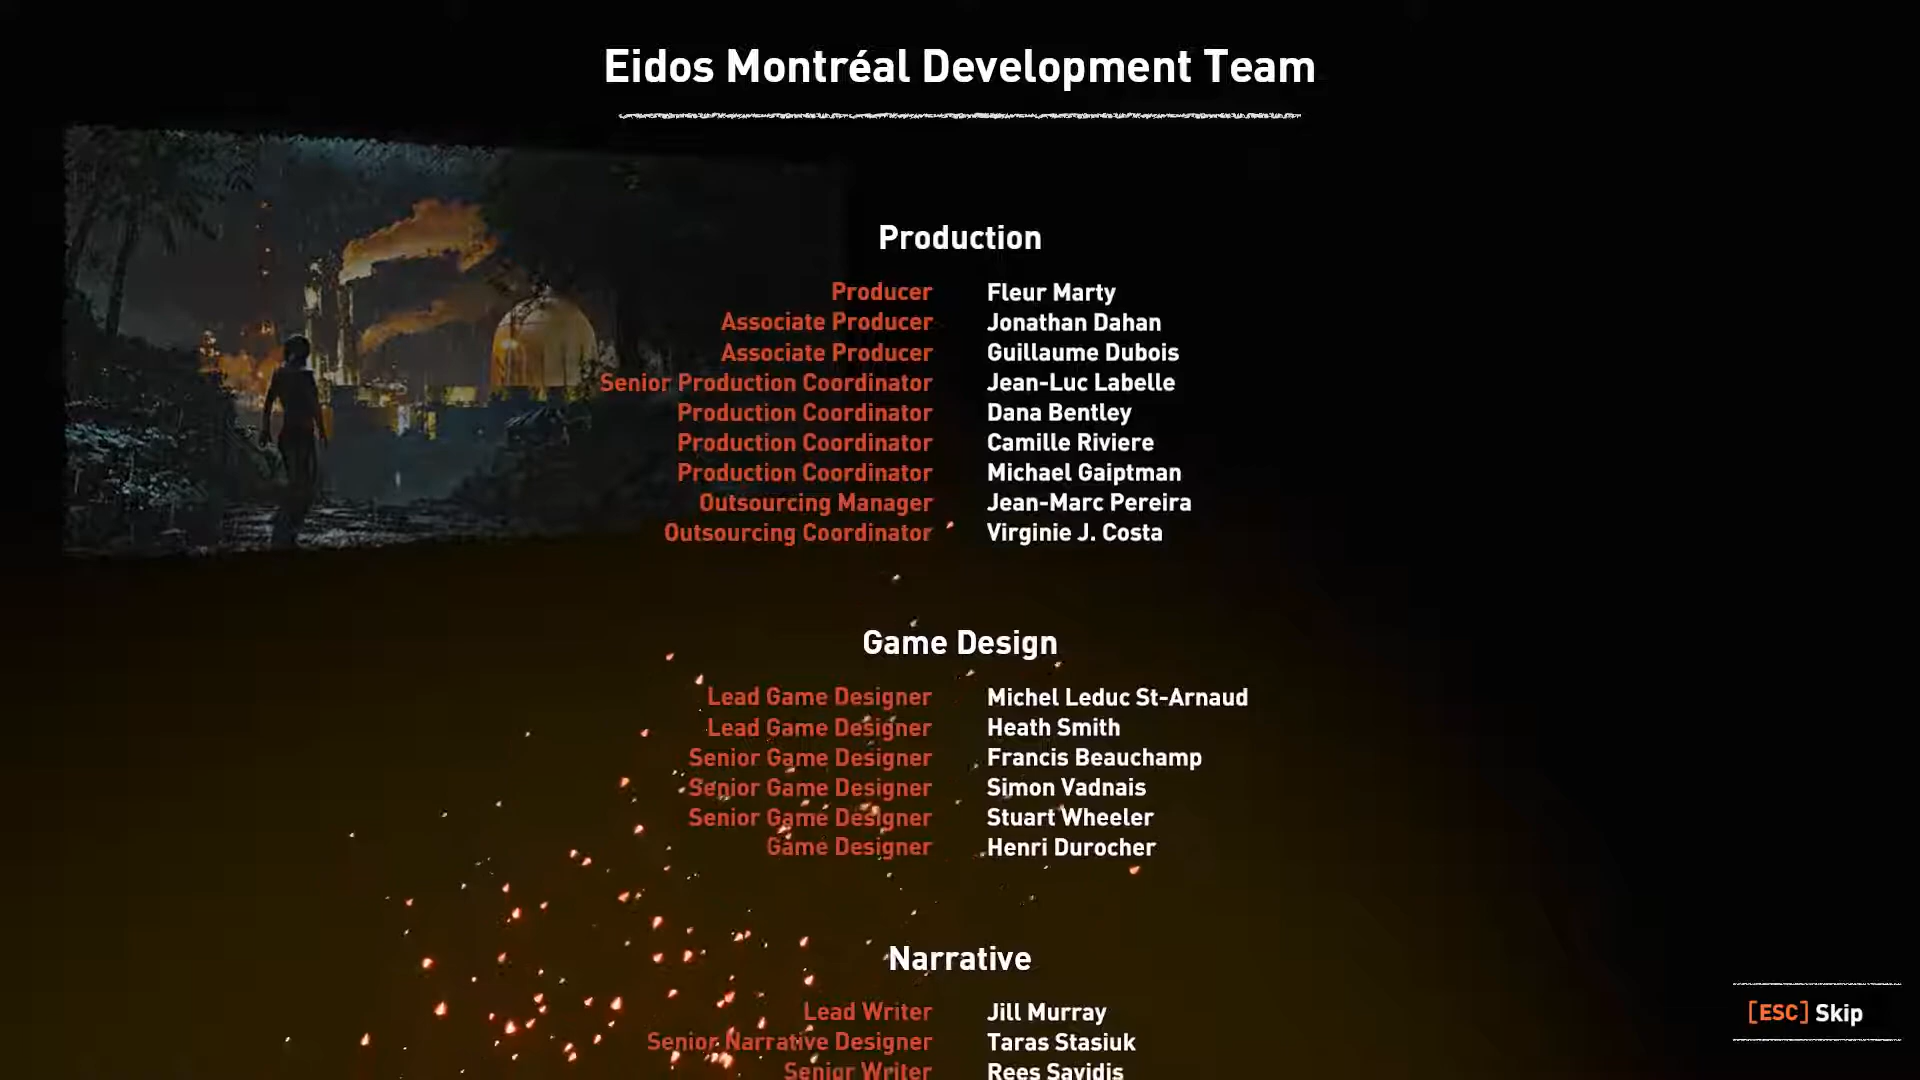 Eidos Montréal Development Team
Production
Producer Fleur Marty
Associate Producer Jonathan Dahan
Associate Producer Guillaume Dubois
Senior Production Coordinator Jean-Luc Labelle
Production Coordinator Dana Bentley
Production Coordinator Camille Riviere
Production Coordinator Michael Gaiptman
Outsourcing Manager Jean-Marc Pereira
Outsourcing Coordinator Virginie J. Costa
Game Design
Lead Game Designer Michel Leduc St-Arnaud
Lead Game Designer Heath Smith
Senior Game Designer Francis Beauchamp
Senior Game Designer Simon Vadnais
Senior Game Designer Stuart Wheeler
Game Designer Henri Durocher
Narrative
Lead Writer Jill Murray
Senior Narrative Designer Taras Stasiuk
Senior Writer Rees Savidis
[ESC] Skip